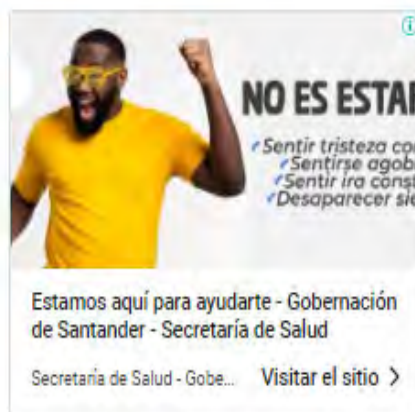 NO ES ESTA
Sentir tristeza co
Sentirse agob
Sentir ira const
Desaparecer sie
Estamos aquí para ayudarte - Gobernación
de Santander - Secretaría de Salud
Secretaria de Salud - Gobe... Visitar el sitio